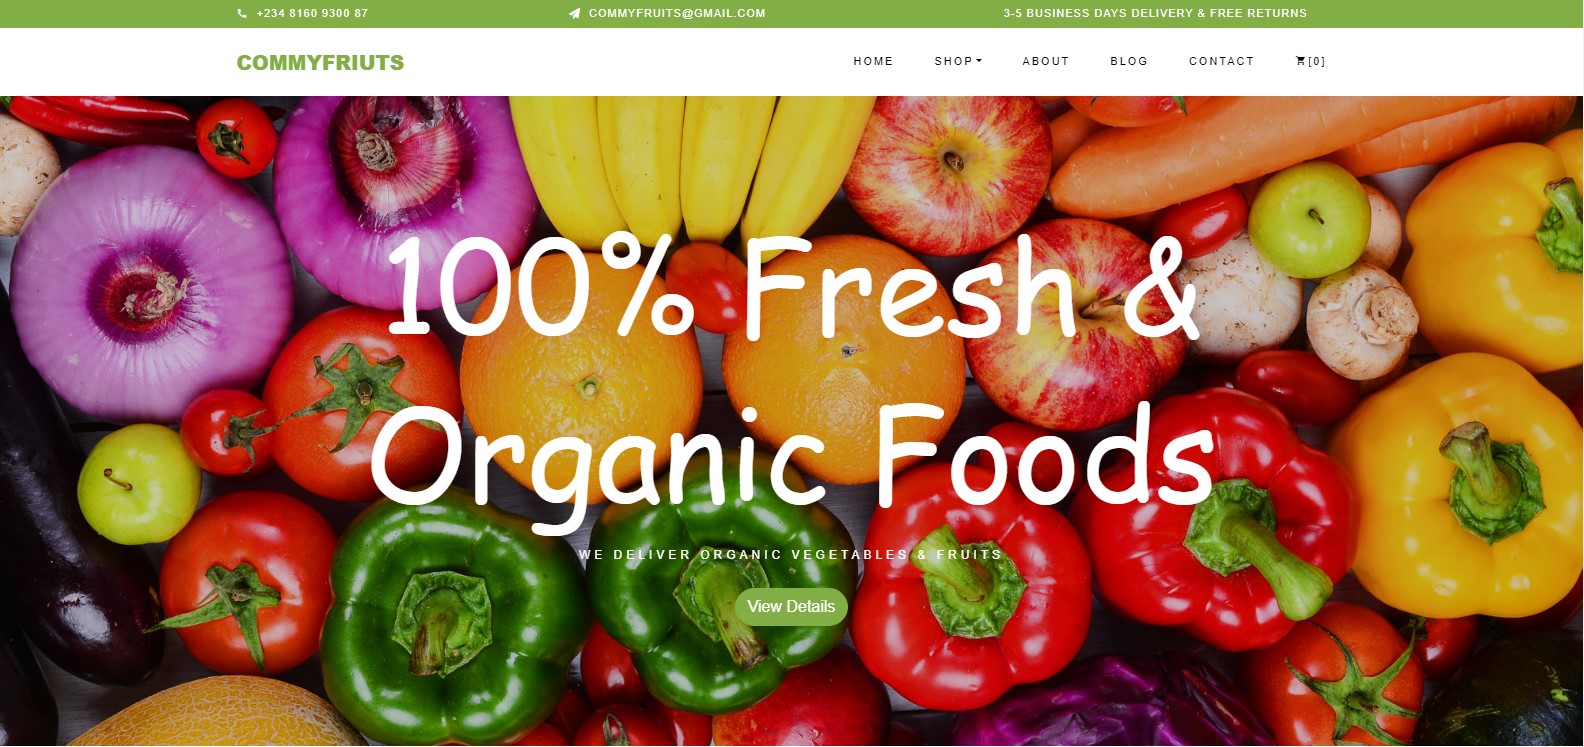 +234 8160 9300 87
COMMYFRUITS@GMAIL.COM
3-5 BUSINESS DAYS DELIVERY & FREE RETURNS
COMMYFRIUTS
HOME
SHOP
ABOUT
BLOG
CONTACT
[0]
100% Fresh &
Organic Foods
WE DELIVER ORGANIC VEGETABLES & FRUITS
View Details